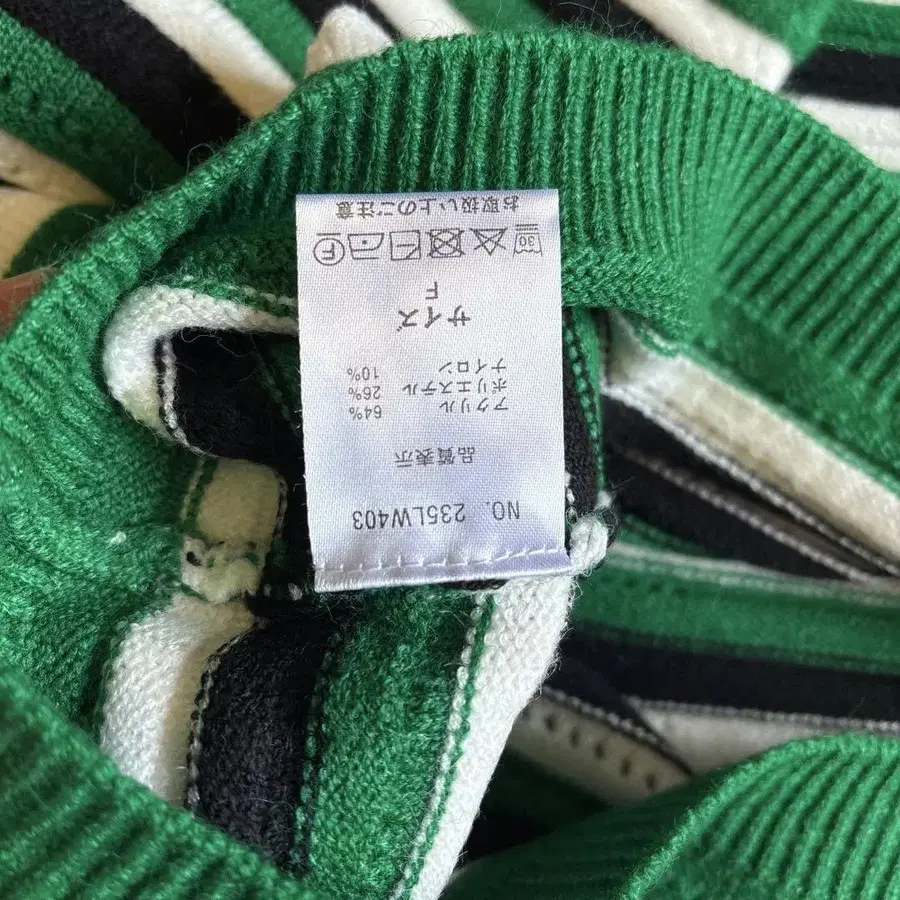 NO. 235LW403
品質表示
アクリル 64%
ポリエステル 26%
ナイロン 10%
サイズ
F
30 F
お取扱い上のご注意